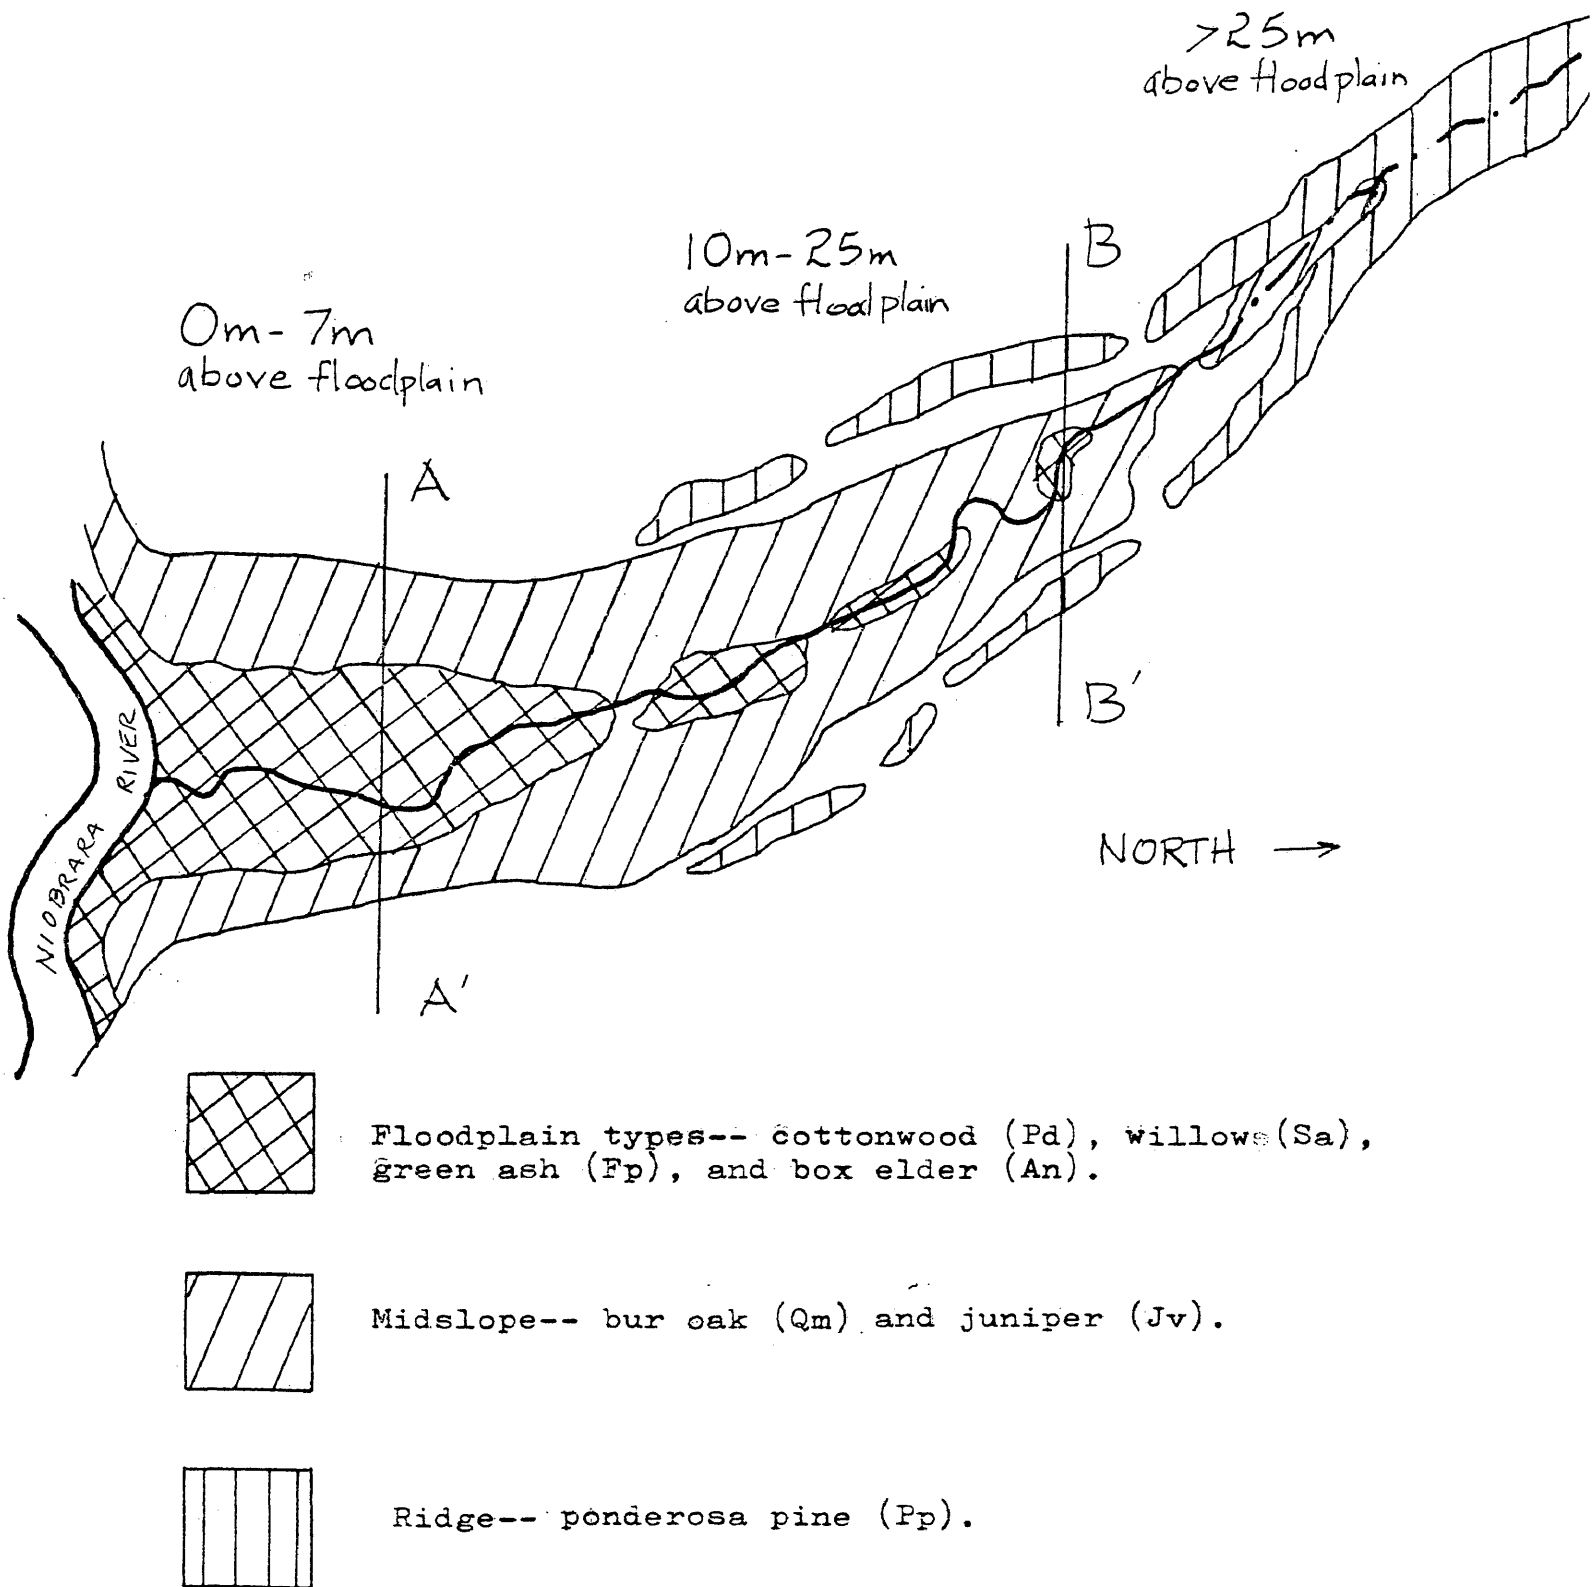 >25m
above floodplain
10m-25m
above floodplain
B
0m-7m
above floodplain
A
RIVER
NIOBRARA
B'
NORTH →
A'
Floodplain types-- cottonwood (Pd), willows(Sa),
green ash (Fp), and box elder (An).
Midslope-- bur oak (Qm) and juniper (Jv).
Ridge-- ponderosa pine (Pp).